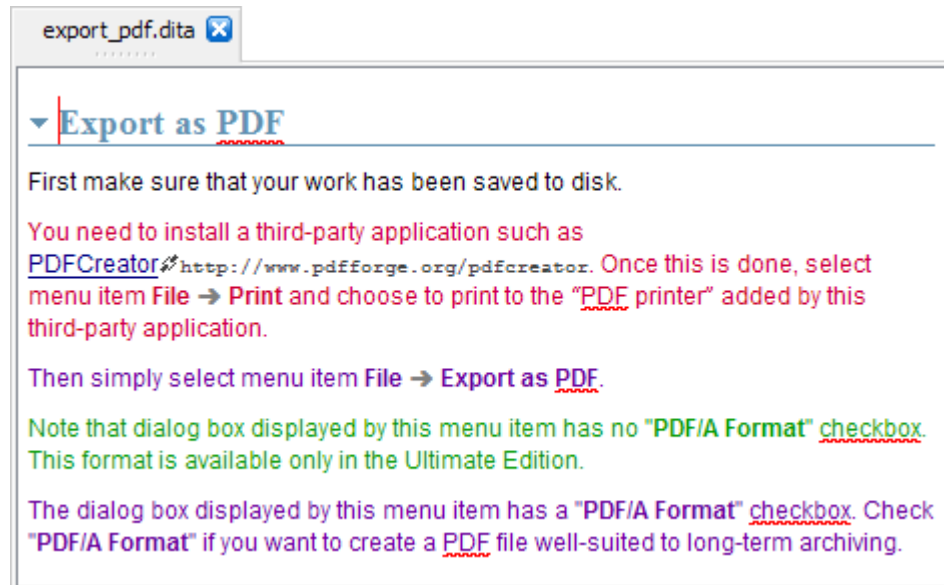 export_pdf.dita
Export as PDF
First make sure that your work has been saved to disk.
You need to install a third-party application such as
PDFCreator http://www.pdfforge.org/pdfcreator. Once this is done, select
menu item File ➔ Print and choose to print to the “PDF printer” added by this
third-party application.
Then simply select menu item File ➔ Export as PDF.
Note that dialog box displayed by this menu item has no "PDF/A Format" checkbox.
This format is available only in the Ultimate Edition.
The dialog box displayed by this menu item has a "PDF/A Format" checkbox. Check
"PDF/A Format" if you want to create a PDF file well-suited to long-term archiving.